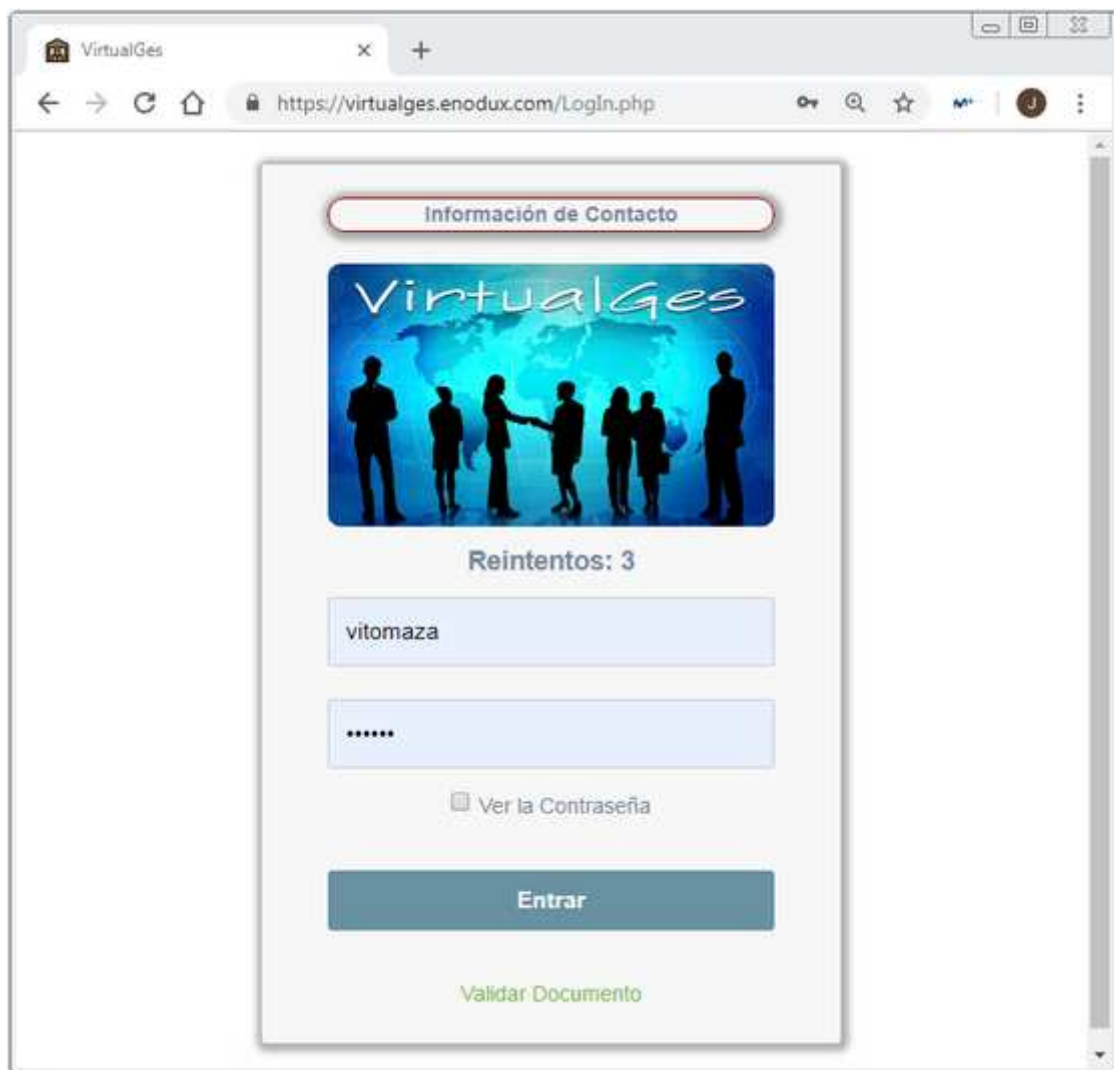 VirtualGes
https://virtualges.enodux.com/LogIn.php
J
Información de Contacto
VirtualGes
Reintentos: 3
vitomaza
••••••
Ver la Contraseña
Entrar
Validar Documento